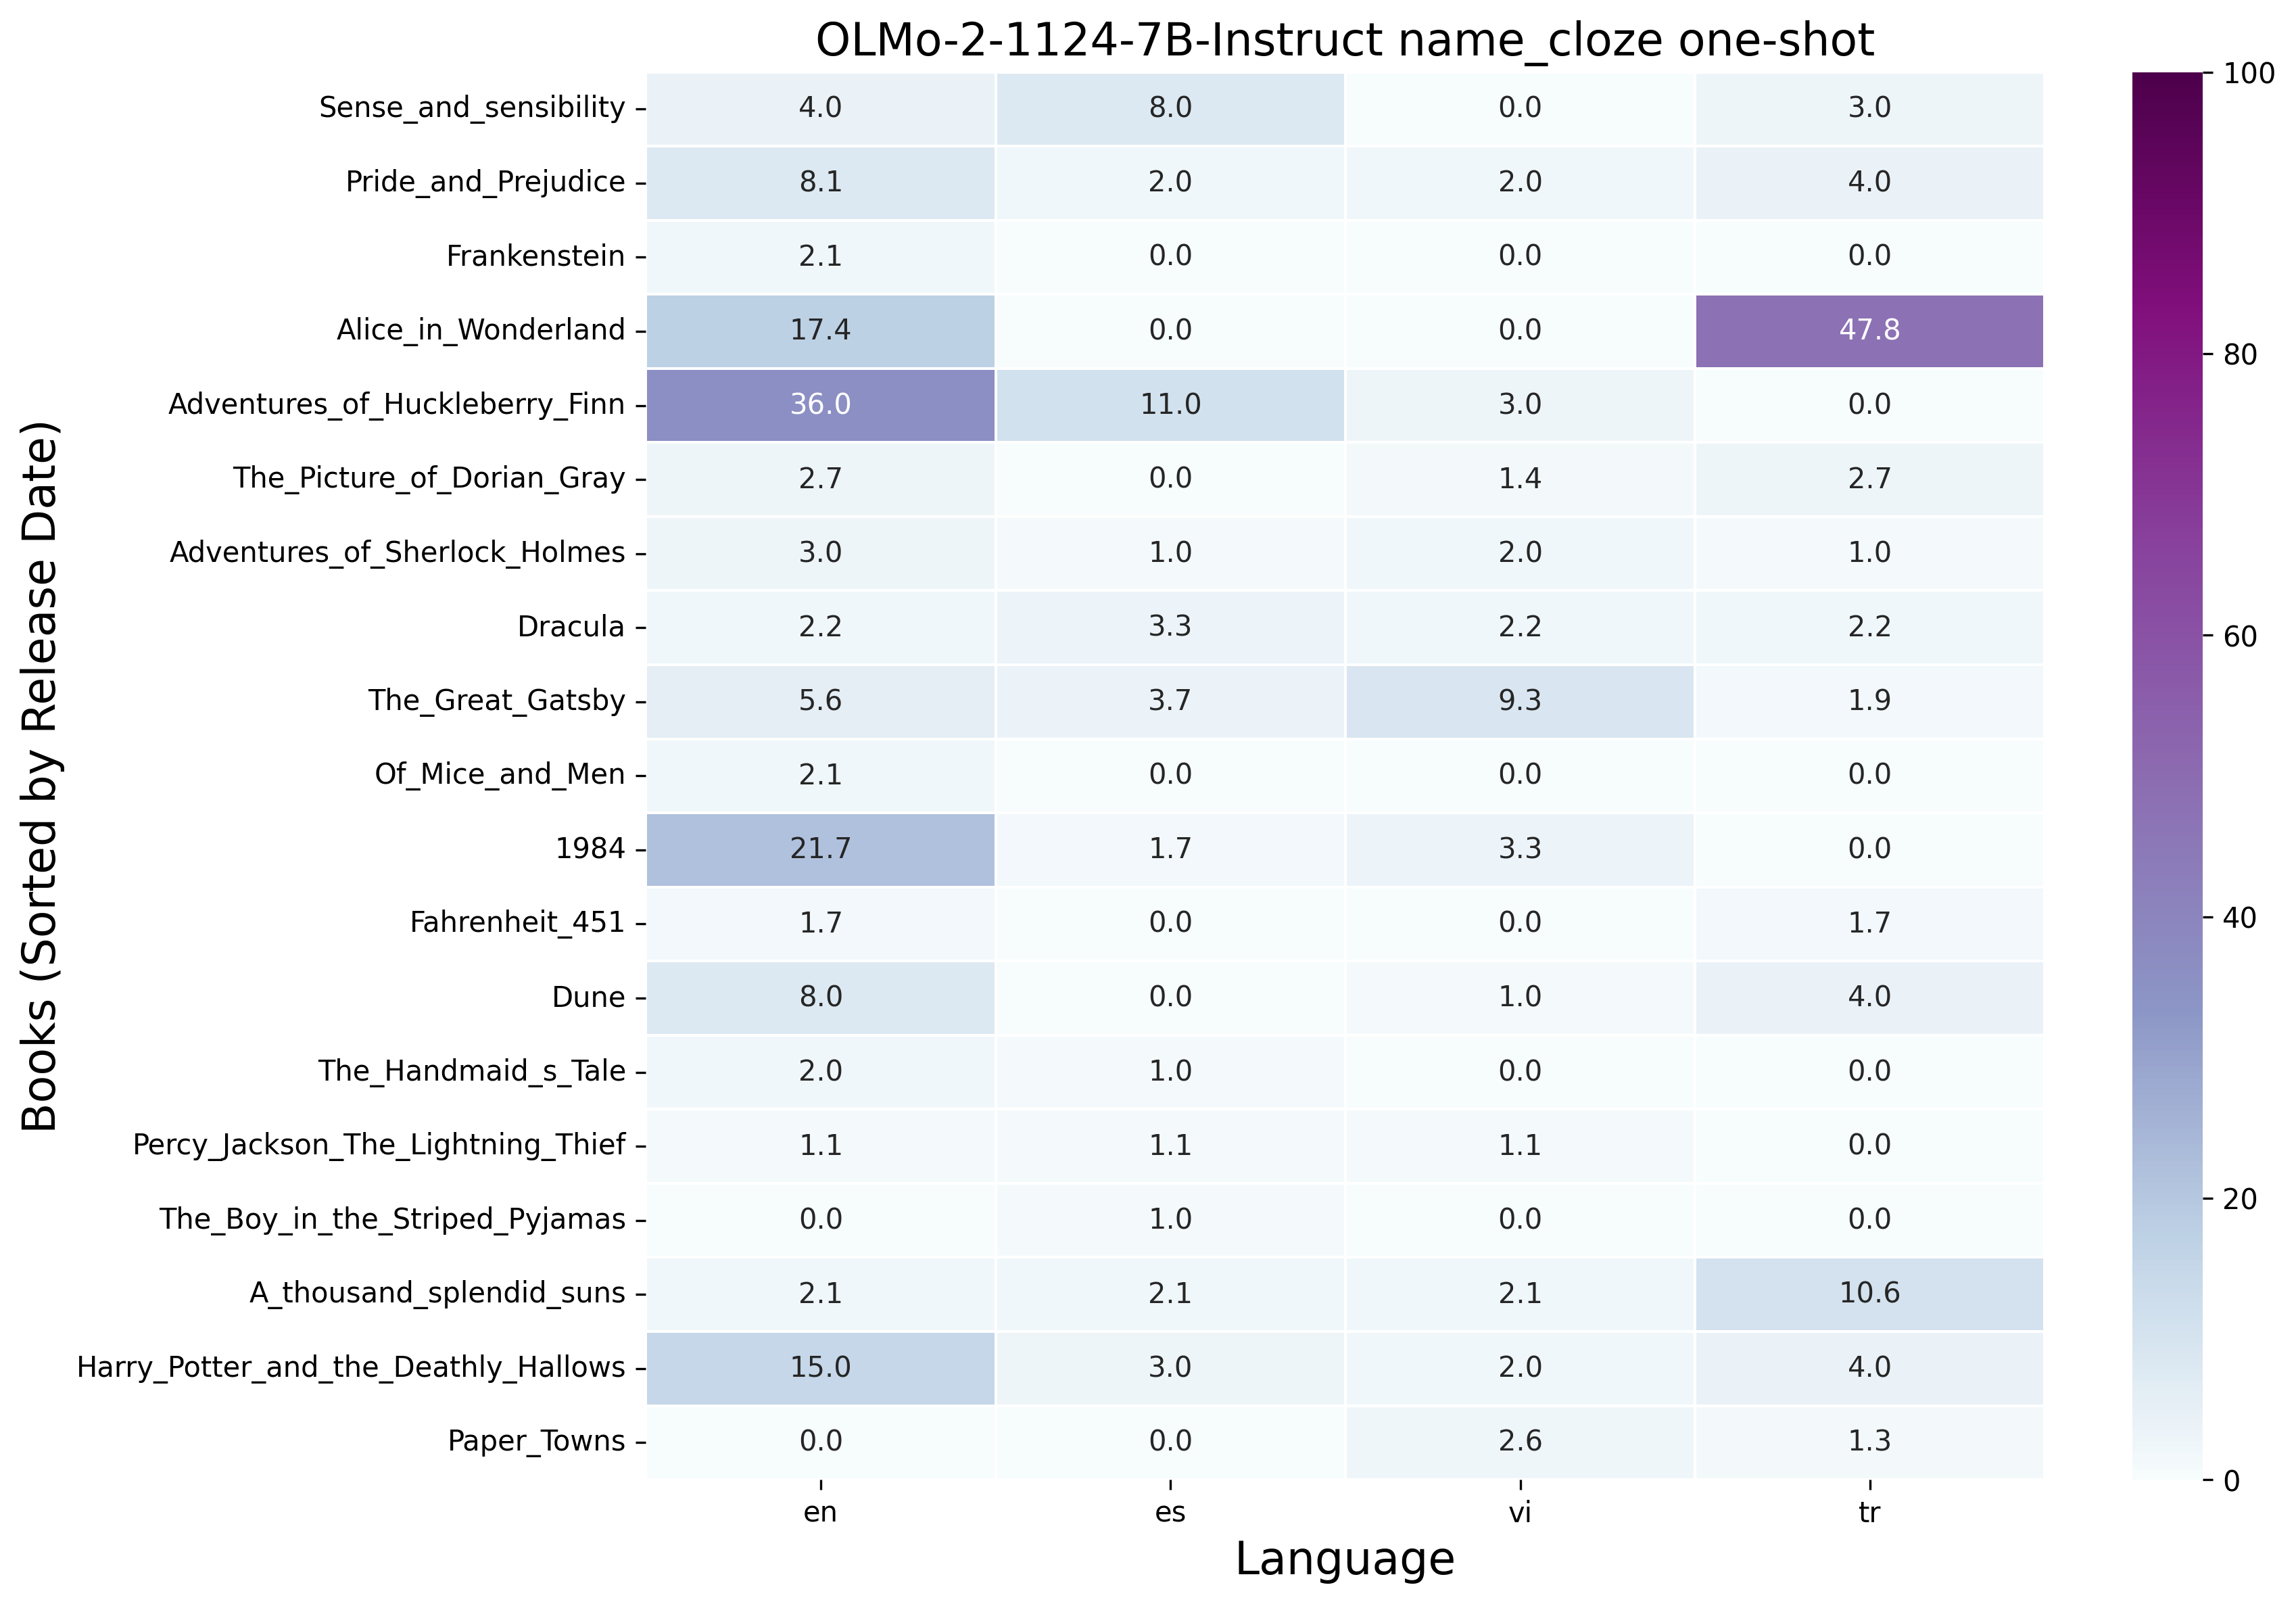 OLMo-2-1124-7B-Instruct name_cloze one-shot
Books (Sorted by Release Date)
Sense_and_sensibility 4.0 8.0 0.0 3.0
Pride_and_Prejudice 8.1 2.0 2.0 4.0
Frankenstein 2.1 0.0 0.0 0.0
Alice_in_Wonderland 17.4 0.0 0.0 47.8
Adventures_of_Huckleberry_Finn 36.0 11.0 3.0 0.0
The_Picture_of_Dorian_Gray 2.7 0.0 1.4 2.7
Adventures_of_Sherlock_Holmes 3.0 1.0 2.0 1.0
Dracula 2.2 3.3 2.2 2.2
The_Great_Gatsby 5.6 3.7 9.3 1.9
Of_Mice_and_Men 2.1 0.0 0.0 0.0
1984 21.7 1.7 3.3 0.0
Fahrenheit_451 1.7 0.0 0.0 1.7
Dune 8.0 0.0 1.0 4.0
The_Handmaid_s_Tale 2.0 1.0 0.0 0.0
Percy_Jackson_The_Lightning_Thief 1.1 1.1 1.1 0.0
The_Boy_in_the_Striped_Pyjamas 0.0 1.0 0.0 0.0
A_thousand_splendid_suns 2.1 2.1 2.1 10.6
Harry_Potter_and_the_Deathly_Hallows 15.0 3.0 2.0 4.0
Paper_Towns 0.0 0.0 2.6 1.3
en es vi tr
Language
100
80
60
40
20
0